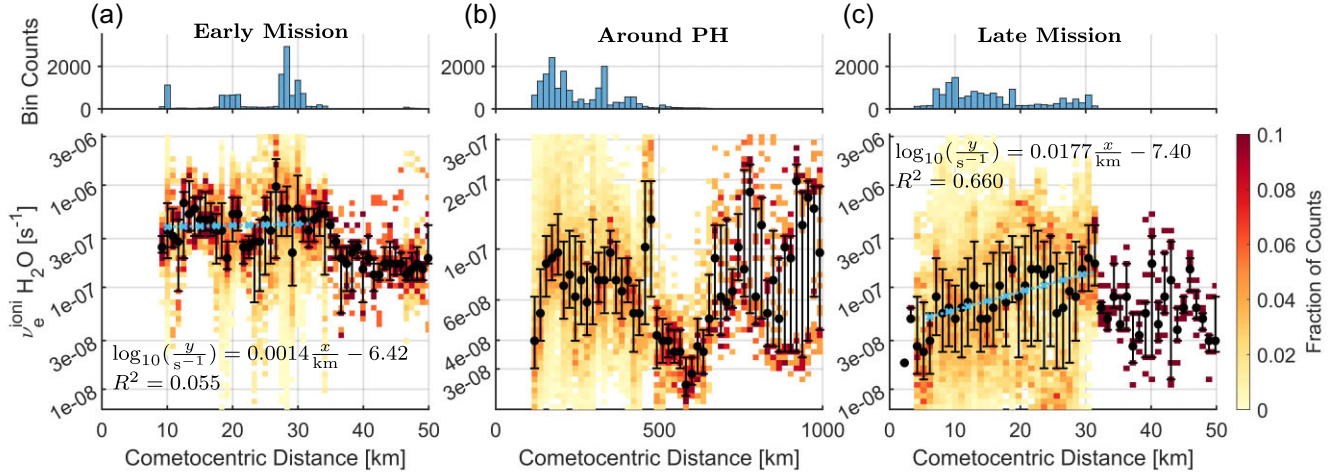 (a)
Early Mission
(b)
Around PH
(c)
Late Mission
Bin Counts
2000
0
2000
0
2000
0
ν_e^ioni H₂O [s⁻¹]
3e-06
1e-06
3e-07
1e-07
3e-08
1e-08
log₁₀(y/s⁻¹) = 0.0014 x/km − 6.42
R² = 0.055
0 10 20 30 40 50
Cometocentric Distance [km]
3e-07
2e-07
1e-07
6e-08
4e-08
3e-08
0 500 1000
Cometocentric Distance [km]
3e-06
1e-06
3e-07
1e-07
3e-08
1e-08
log₁₀(y/s⁻¹) = 0.0177 x/km − 7.40
R² = 0.660
0 10 20 30 40 50
Cometocentric Distance [km]
0.1
0.08
0.06
0.04
0.02
0
Fraction of Counts